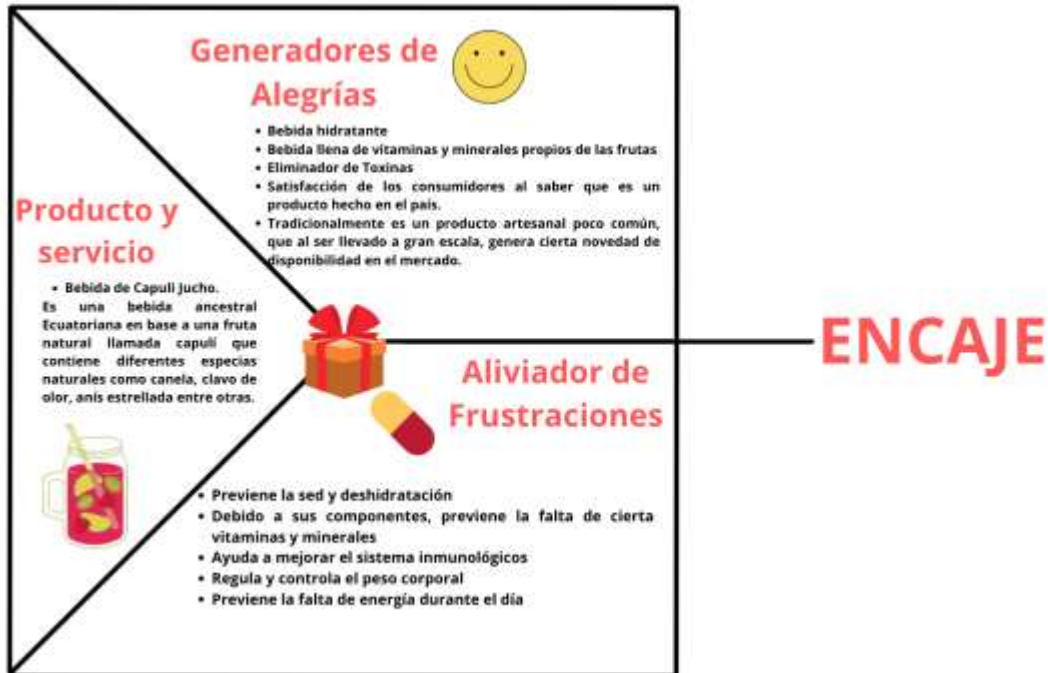 Generadores de
Alegrías
• Bebida hidratante
• Bebida llena de vitaminas y minerales propios de las frutas
• Eliminador de Toxinas
• Satisfacción de los consumidores al saber que es un
producto hecho en el país.
• Tradicionalmente es un producto artesanal poco común,
que al ser llevado a gran escala, genera cierta novedad de
disponibilidad en el mercado.
Producto y
servicio
• Bebida de Capulí Jucho.
Es una bebida ancestral
Ecuatoriana en base a una fruta
natural llamada capulí que
contiene diferentes especias
naturales como canela, clavo de
olor, anís estrellada entre otras.
ENCAJE
Aliviador de
Frustraciones
• Previene la sed y deshidratación
• Debido a sus componentes, previene la falta de cierta
vitaminas y minerales
• Ayuda a mejorar el sistema inmunológicos
• Regula y controla el peso corporal
• Previene la falta de energía durante el día